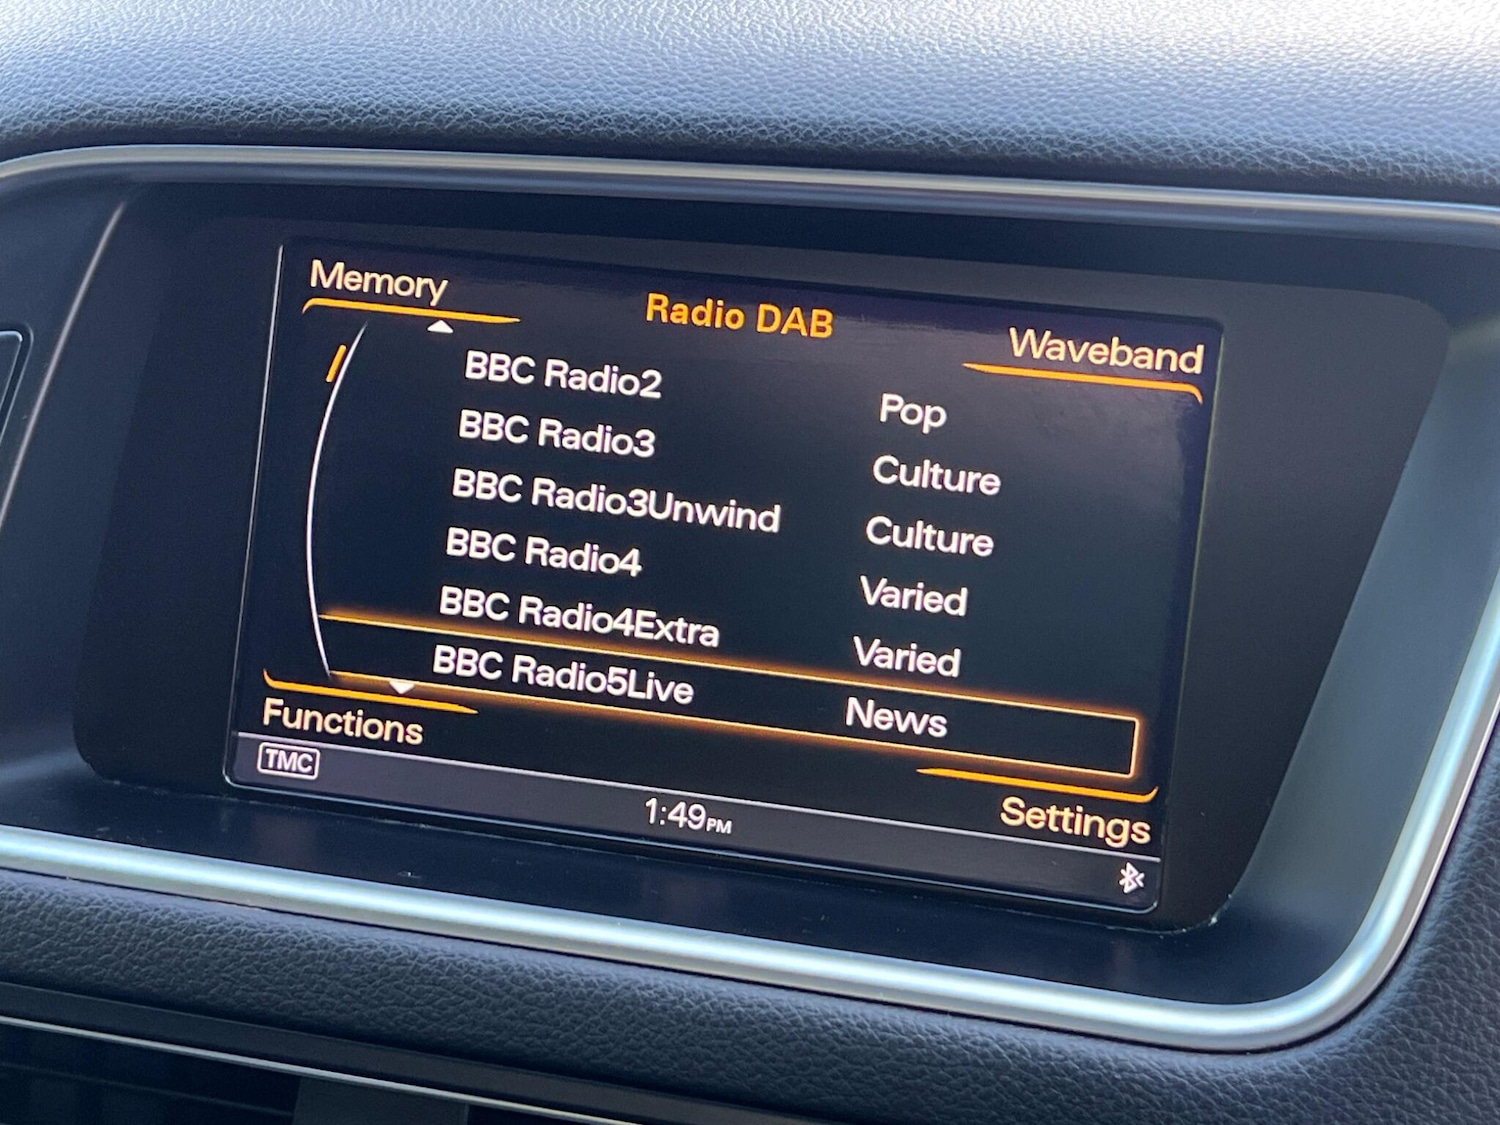 Memory
Radio DAB
Waveband
BBC Radio2 Pop
BBC Radio3 Culture
BBC Radio3Unwind Culture
BBC Radio4 Varied
BBC Radio4Extra Varied
BBC Radio5Live News
Functions
Settings
TMC
1:49PM